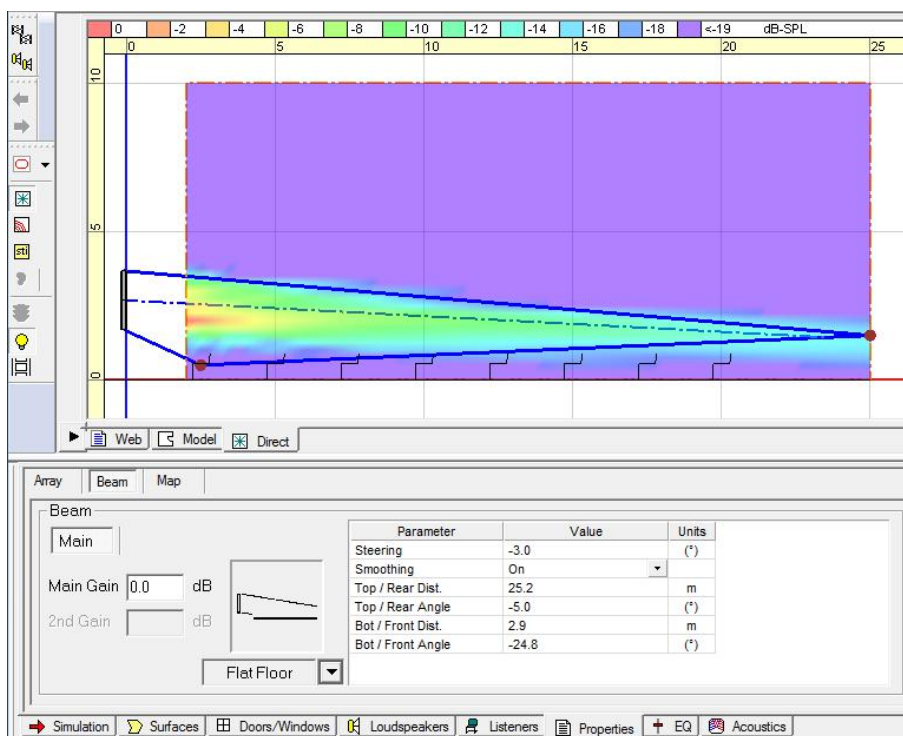 0 -2 -4 -6 -8 -10 -12 -14 -16 -18 <-19 dB-SPL
0 5 10 15 20 25
10
5
0
sti
Web Model Direct
Array Beam Map
Beam
Main
Main Gain 0.0 dB
2nd Gain dB
Flat Floor
Parameter Value Units
Steering -3.0 (°)
Smoothing On
Top / Rear Dist. 25.2 m
Top / Rear Angle -5.0 (°)
Bot / Front Dist. 2.9 m
Bot / Front Angle -24.8 (°)
Simulation Surfaces Doors/Windows Loudspeakers Listeners Properties EQ Acoustics